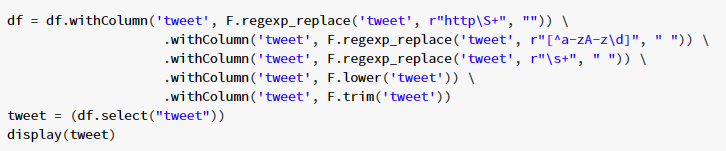 df = df.withColumn('tweet', F.regexp_replace('tweet', r"http\S+", "")) \
.withColumn('tweet', F.regexp_replace('tweet', r"[^a-zA-z\d]", " ")) \
.withColumn('tweet', F.regexp_replace('tweet', r"\s+", " ")) \
.withColumn('tweet', F.lower('tweet')) \
.withColumn('tweet', F.trim('tweet'))
tweet = (df.select("tweet"))
display(tweet)